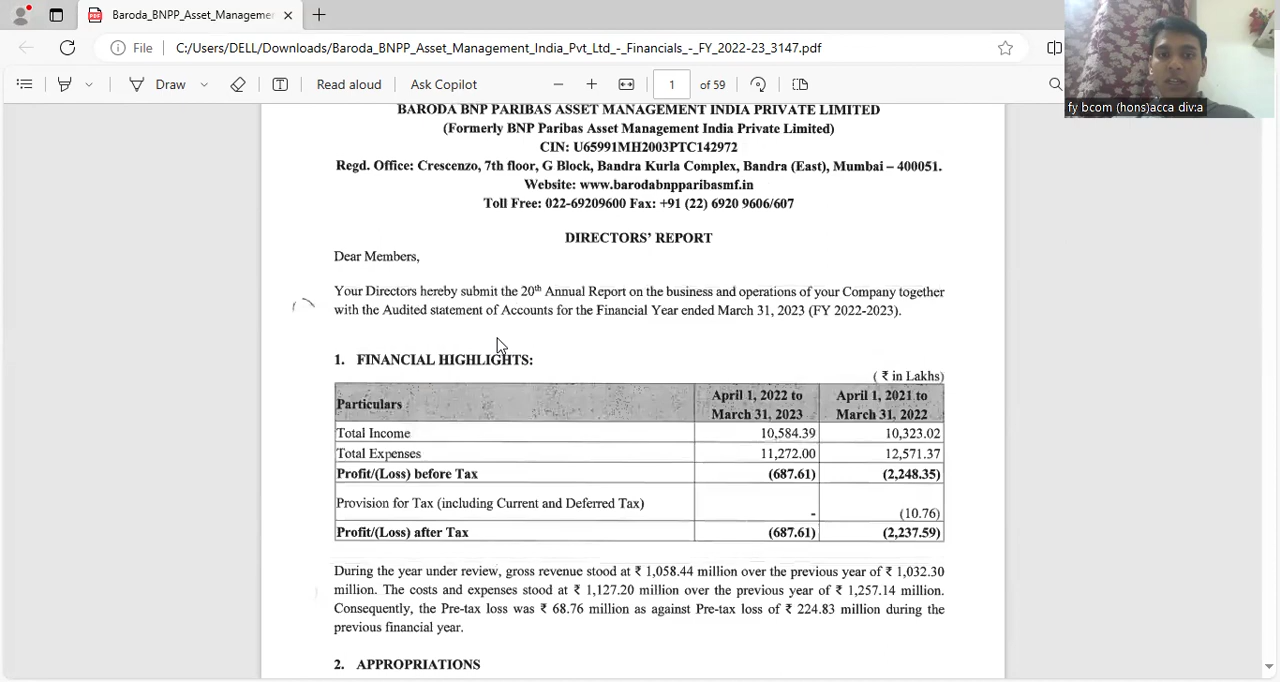 Baroda_BNPP_Asset_Manageme
File C:/Users/DELL/Downloads/Baroda_BNPP_Asset_Management_India_Pvt_Ltd_-_Financials_-_FY_2022-23_3147.pdf
Draw Read aloud Ask Copilot 1 of 59
fy bcom (hons)acca div:a
BARODA BNP PARIBAS ASSET MANAGEMENT INDIA PRIVATE LIMITED
(Formerly BNP Paribas Asset Management India Private Limited)
CIN: U65991MH2003PTC142972
Regd. Office: Crescenzo, 7th floor, G Block, Bandra Kurla Complex, Bandra (East), Mumbai – 400051.
Website: www.barodabnpparibasmf.in
Toll Free: 022-69209600 Fax: +91 (22) 6920 9606/607
DIRECTORS' REPORT
Dear Members,
Your Directors hereby submit the 20th Annual Report on the business and operations of your Company together
with the Audited statement of Accounts for the Financial Year ended March 31, 2023 (FY 2022-2023).
1. FINANCIAL HIGHLIGHTS:
( ₹ in Lakhs)
Particulars April 1, 2022 to March 31, 2023 April 1, 2021 to March 31, 2022
Total Income 10,584.39 10,323.02
Total Expenses 11,272.00 12,571.37
Profit/(Loss) before Tax (687.61) (2,248.35)
Provision for Tax (including Current and Deferred Tax) - (10.76)
Profit/(Loss) after Tax (687.61) (2,237.59)
During the year under review, gross revenue stood at ₹ 1,058.44 million over the previous year of ₹ 1,032.30
million. The costs and expenses stood at ₹ 1,127.20 million over the previous year of ₹ 1,257.14 million.
Consequently, the Pre-tax loss was ₹ 68.76 million as against Pre-tax loss of ₹ 224.83 million during the
previous financial year.
2. APPROPRIATIONS